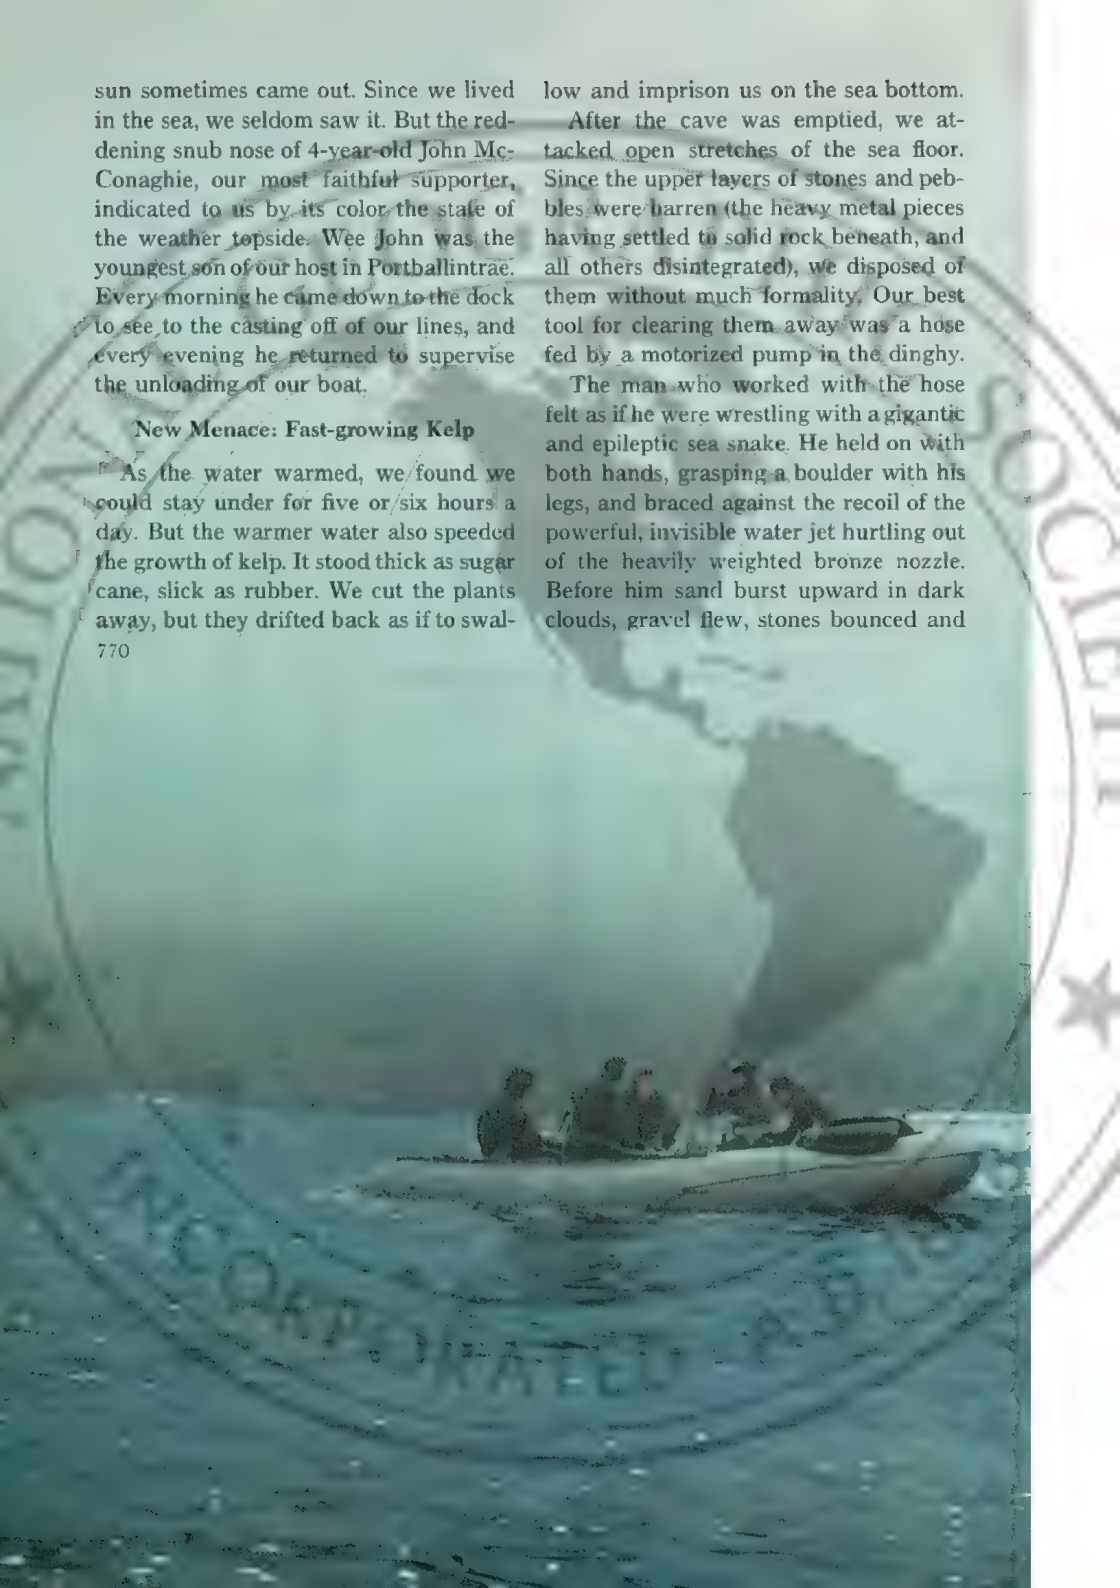 sun sometimes came out. Since we lived
in the sea, we seldom saw it. But the red-
dening snub nose of 4-year-old John Mc-
Conaghie, our most faithful supporter,
indicated to us by its color the state of
the weather topside. Wee John was the
youngest son of our host in Portballintrae.
Every morning he came down to the dock
to see to the casting off of our lines, and
every evening he returned to supervise
the unloading of our boat.
New Menace: Fast-growing Kelp
As the water warmed, we found we
could stay under for five or six hours a
day. But the warmer water also speeded
the growth of kelp. It stood thick as sugar
cane, slick as rubber. We cut the plants
away, but they drifted back as if to swal-
770
low and imprison us on the sea bottom.
After the cave was emptied, we at-
tacked open stretches of the sea floor.
Since the upper layers of stones and peb-
bles were barren (the heavy metal pieces
having settled to solid rock beneath, and
all others disintegrated), we disposed of
them without much formality. Our best
tool for clearing them away was a hose
fed by a motorized pump in the dinghy.
The man who worked with the hose
felt as if he were wrestling with a gigantic
and epileptic sea snake. He held on with
both hands, grasping a boulder with his
legs, and braced against the recoil of the
powerful, invisible water jet hurtling out
of the heavily weighted bronze nozzle.
Before him sand burst upward in dark
clouds, gravel flew, stones bounced and
SOCIETY